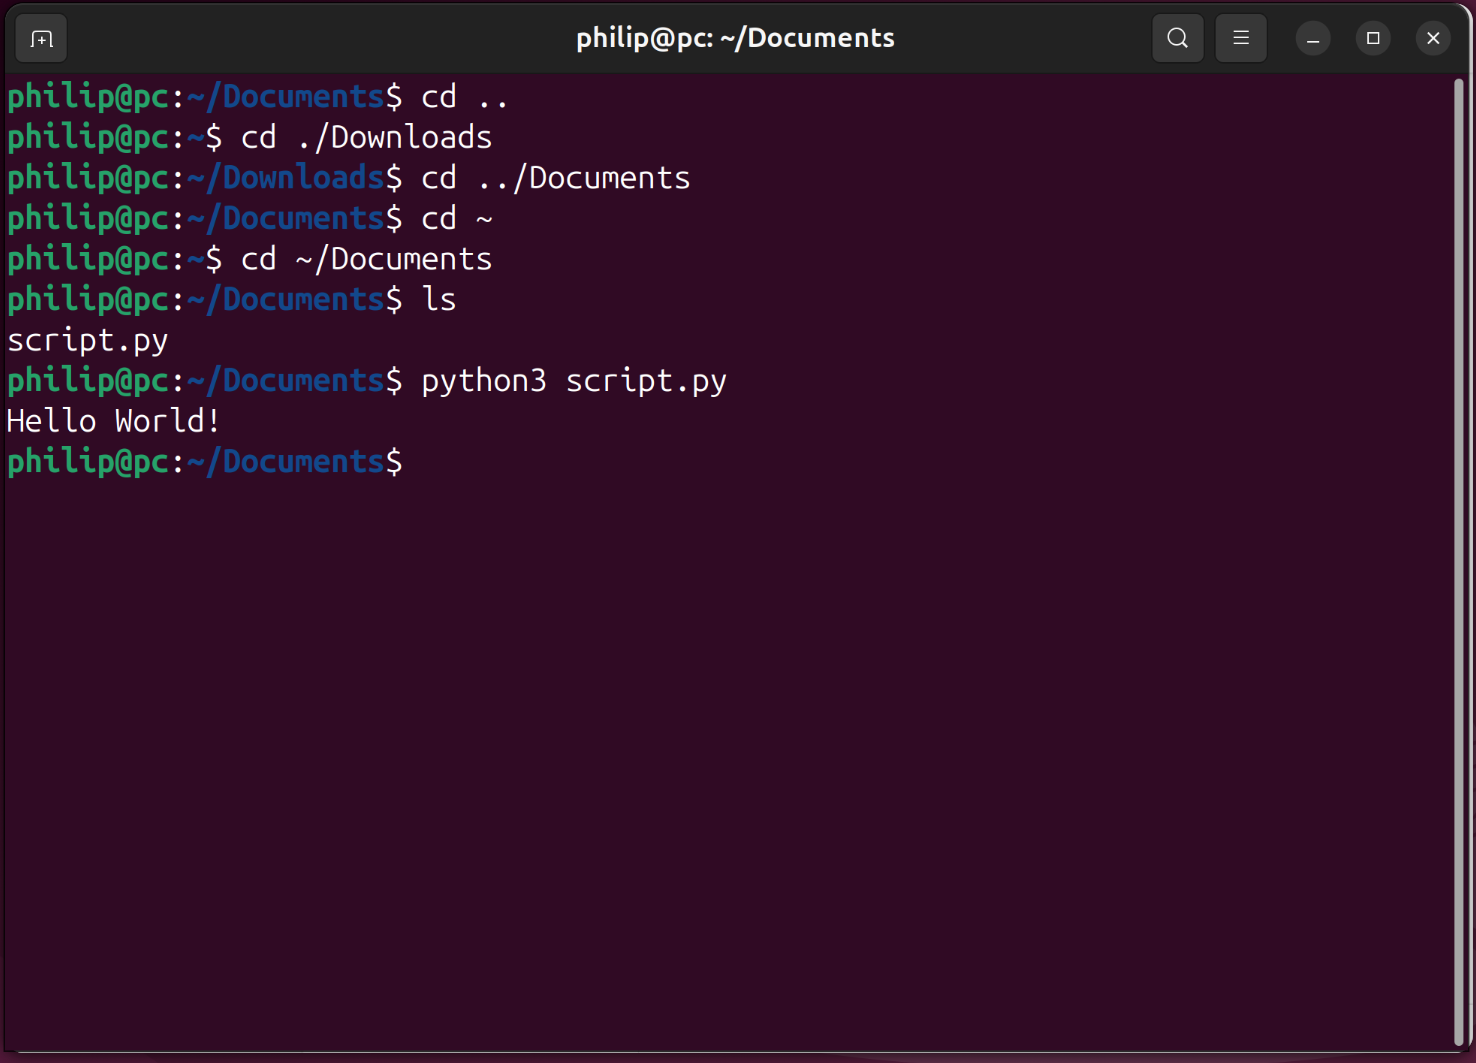 philip@pc: ~/Documents
philip@pc:~/Documents$ cd ..
philip@pc:~$ cd ./Downloads
philip@pc:~/Downloads$ cd ../Documents
philip@pc:~/Documents$ cd ~
philip@pc:~$ cd ~/Documents
philip@pc:~/Documents$ ls
script.py
philip@pc:~/Documents$ python3 script.py
Hello World!
philip@pc:~/Documents$